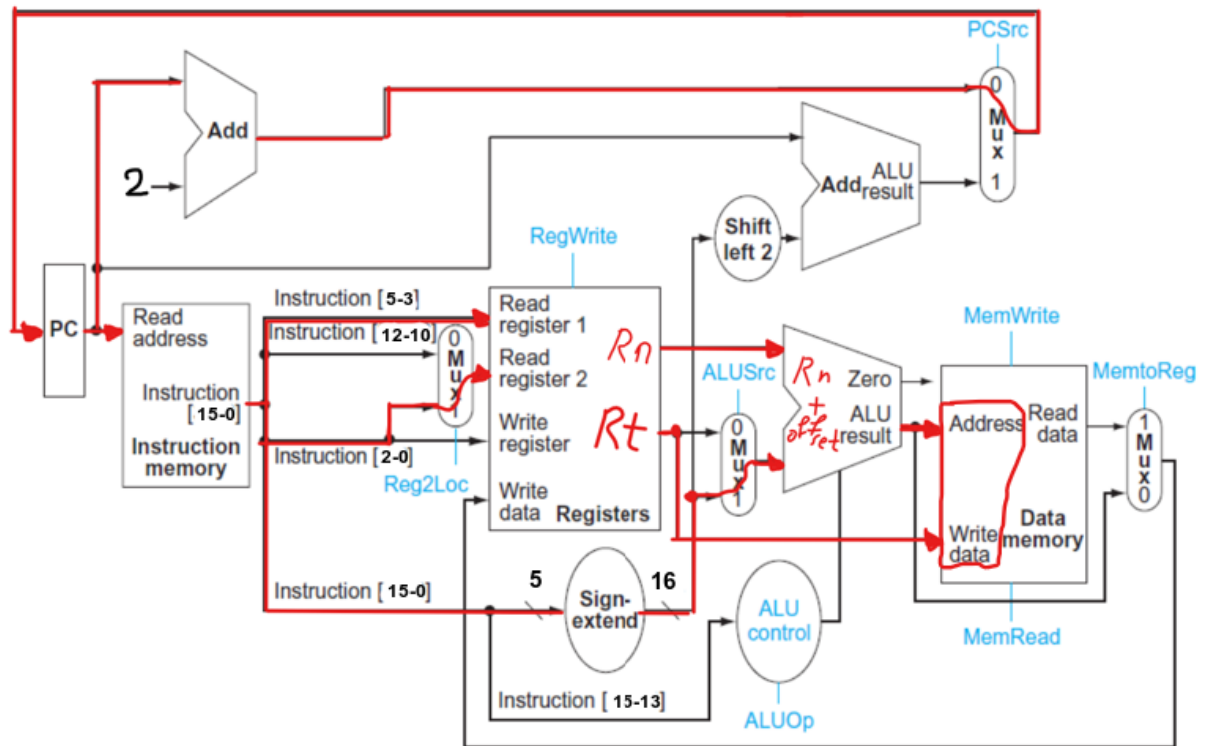 PCSrc
0
M
u
x
1
Add
2
Add
ALU
result
Shift
left 2
RegWrite
PC
Read
address
Instruction
[15-0]
Instruction
memory
Instruction [5-3]
Instruction [12-10]
Instruction [2-0]
0
M
u
x
1
Reg2Loc
Read
register 1
Read
register 2
Write
register
Write
data
Registers
Rn
Rt
ALUSrc
0
M
u
x
1
Rn
+
offset
Zero
ALU
result
MemWrite
Address
Read
data
Write
data
Data
memory
MemRead
MemtoReg
1
M
u
x
0
Instruction [15-0]
5
Sign-
extend
16
ALU
control
Instruction [15-13]
ALUOp